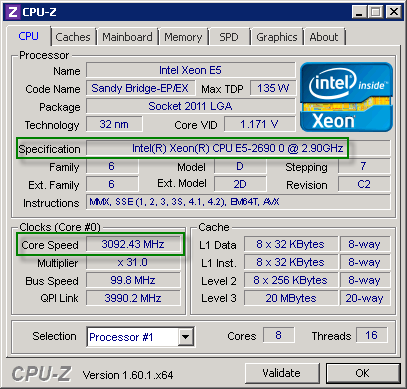 CPU-Z
CPU Caches Mainboard Memory SPD Graphics About
Processor
Name Intel Xeon E5
Code Name Sandy Bridge-EP/EX Max TDP 135 W
Package Socket 2011 LGA
Technology 32 nm Core VID 1.171 V
intel inside™
Xeon®
Specification Intel(R) Xeon(R) CPU E5-2690 0 @ 2.90GHz
Family 6 Model D Stepping 7
Ext. Family 6 Ext. Model 2D Revision C2
Instructions MMX, SSE (1, 2, 3, 3S, 4.1, 4.2), EM64T, AVX
Clocks (Core #0)
Core Speed 3092.43 MHz
Multiplier x 31.0
Bus Speed 99.8 MHz
QPI Link 3990.2 MHz
Cache
L1 Data 8 x 32 KBytes 8-way
L1 Inst. 8 x 32 KBytes 8-way
Level 2 8 x 256 KBytes 8-way
Level 3 20 MBytes 20-way
Selection Processor #1 Cores 8 Threads 16
CPU-Z Version 1.60.1.x64 Validate OK